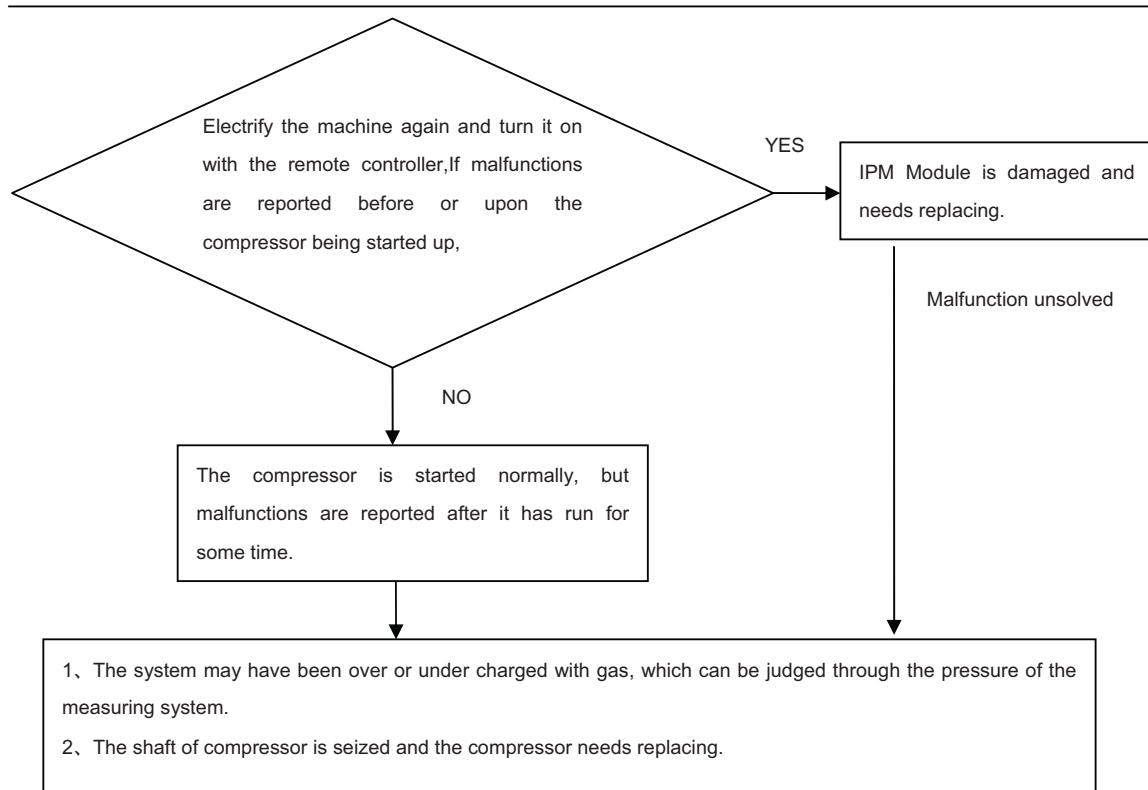 Electrify the machine again and turn it on
with the remote controller,If malfunctions
are reported before or upon the
compressor being started up,
YES
IPM Module is damaged and
needs replacing.
Malfunction unsolved
NO
The compressor is started normally, but
malfunctions are reported after it has run for
some time.
1、The system may have been over or under charged with gas, which can be judged through the pressure of the
measuring system.
2、The shaft of compressor is seized and the compressor needs replacing.